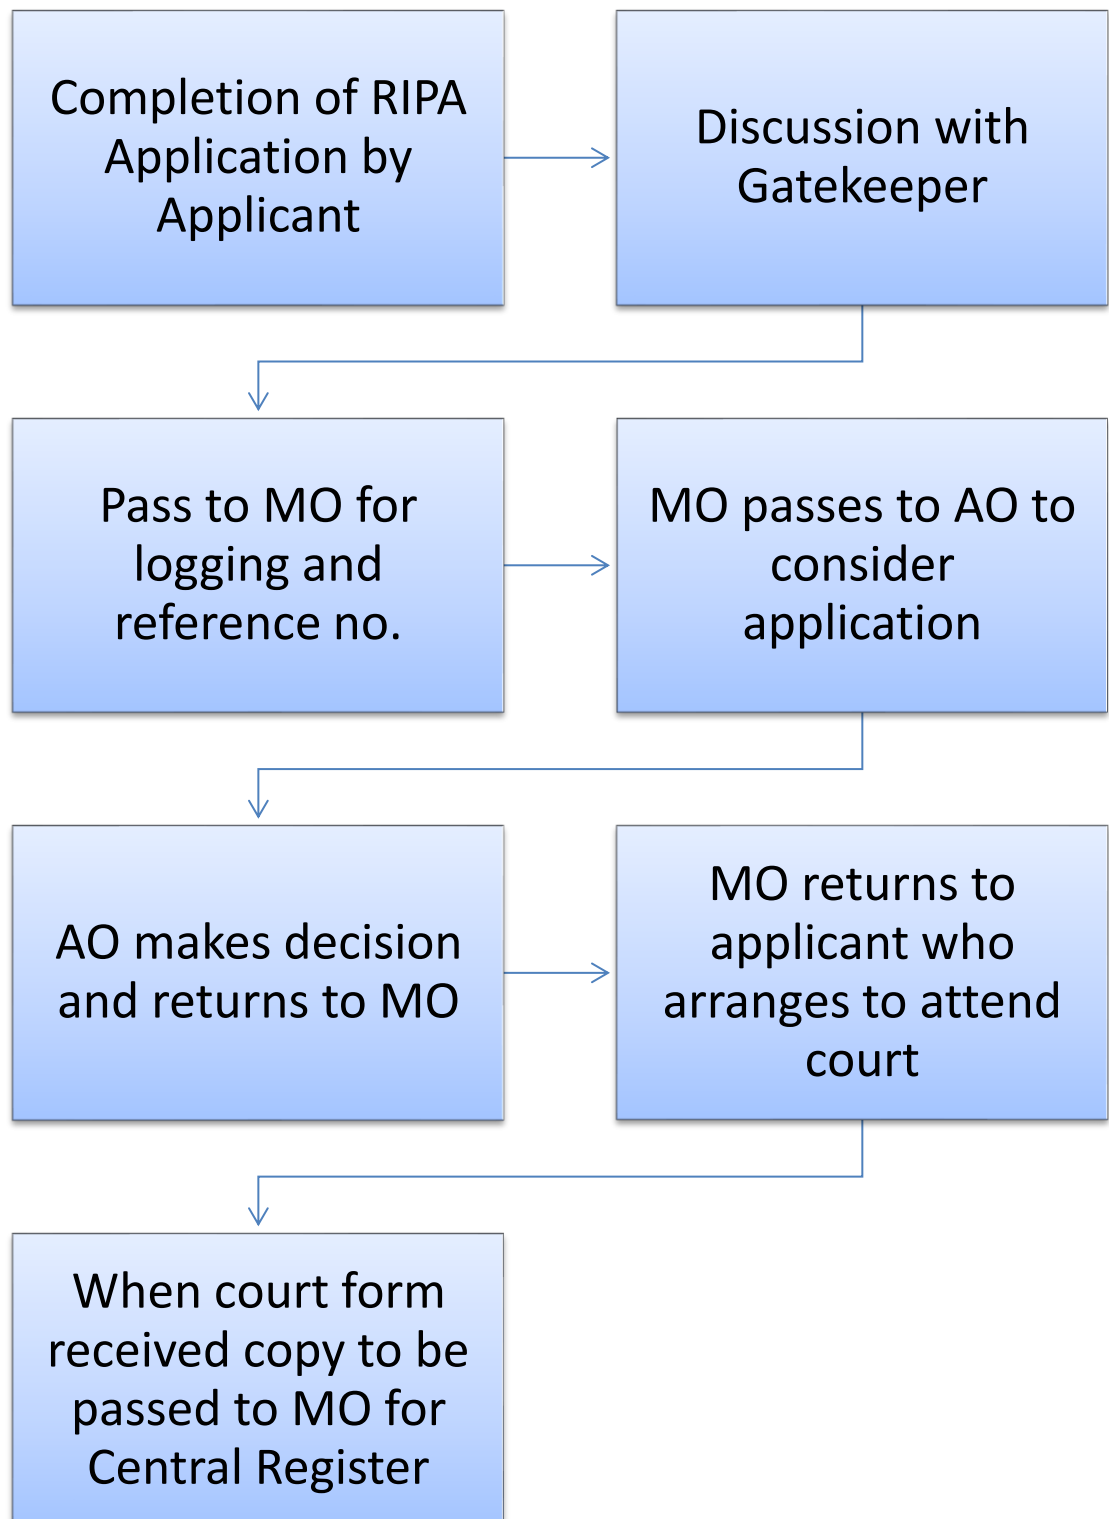 Completion of RIPA
Application by
Applicant
Discussion with
Gatekeeper
Pass to MO for
logging and
reference no.
MO passes to AO to
consider
application
AO makes decision
and returns to MO
MO returns to
applicant who
arranges to attend
court
When court form
received copy to be
passed to MO for
Central Register